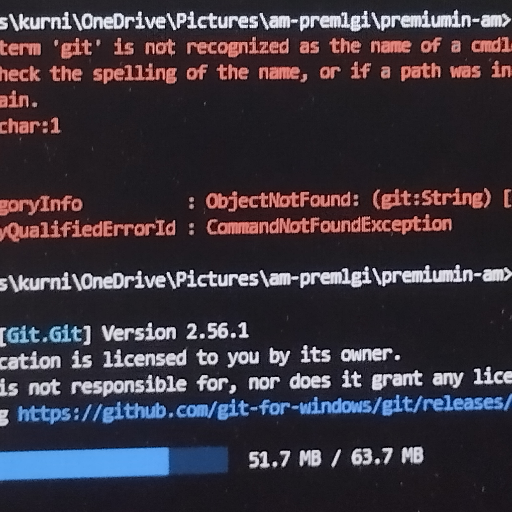 s\kurni\OneDrive\Pictures\am-prem1gi\premiumin-am>
term 'git' is not recognized as the name of a cmdl
heck the spelling of the name, or if a path was in
ain.
char:1
goryInfo : ObjectNotFound: (git:String) [
yQualifiedErrorId : CommandNotFoundException
s\kurni\OneDrive\Pictures\am-prem1gi\premiumin-am>
[Git.Git] Version 2.56.1
cation is licensed to you by its owner.
is not responsible for, nor does it grant any lice
g https://github.com/git-for-windows/git/releases/
51.7 MB / 63.7 MB